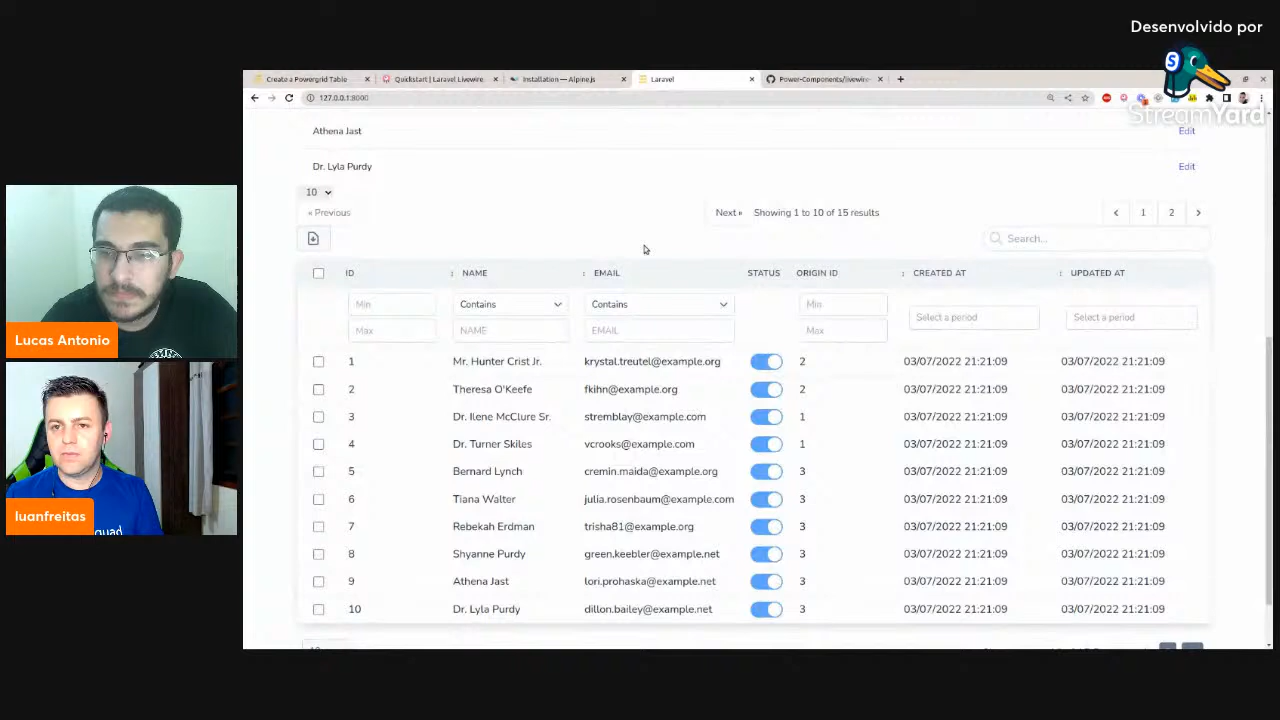 Desenvolvido por
StreamYard
Create a Powergrid Table
Quickstart | Laravel Livewire
Installation — Alpine.js
Laravel
Power-Components/livewire-
127.0.0.1:8000
Athena Jast Edit
Dr. Lyla Purdy Edit
10
« Previous Next » Showing 1 to 10 of 15 results 1 2
Search...
ID NAME EMAIL STATUS ORIGIN ID CREATED AT UPDATED AT
Min Contains Contains Min Select a period Select a period
Max NAME EMAIL Max
1 Mr. Hunter Crist Jr. krystal.treutel@example.org 2 03/07/2022 21:21:09 03/07/2022 21:21:09
2 Theresa O'Keefe fkihn@example.org 3 03/07/2022 21:21:09 03/07/2022 21:21:09
3 Dr. Ilene McClure Sr. stremblay@example.com 1 03/07/2022 21:21:09 03/07/2022 21:21:09
4 Dr. Turner Skiles vcrooks@example.com 1 03/07/2022 21:21:09 03/07/2022 21:21:09
5 Bernard Lynch cremin.maida@example.org 3 03/07/2022 21:21:09 03/07/2022 21:21:09
6 Tiana Walter julia.rosenbaum@example.com 3 03/07/2022 21:21:09 03/07/2022 21:21:09
7 Rebekah Erdman trisha81@example.org 3 03/07/2022 21:21:09 03/07/2022 21:21:09
8 Shyanne Purdy green.keebler@example.net 3 03/07/2022 21:21:09 03/07/2022 21:21:09
9 Athena Jast lori.prohaska@example.net 3 03/07/2022 21:21:09 03/07/2022 21:21:09
10 Dr. Lyla Purdy dillon.bailey@example.net 3 03/07/2022 21:21:09 03/07/2022 21:21:09
Lucas Antonio
luanfreitas